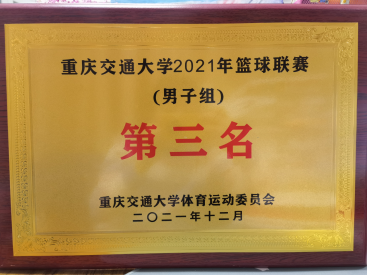 重庆交通大学2021年篮球联赛
(男子组)
第三名
重庆交通大学体育运动委员会
二〇二一年十二月